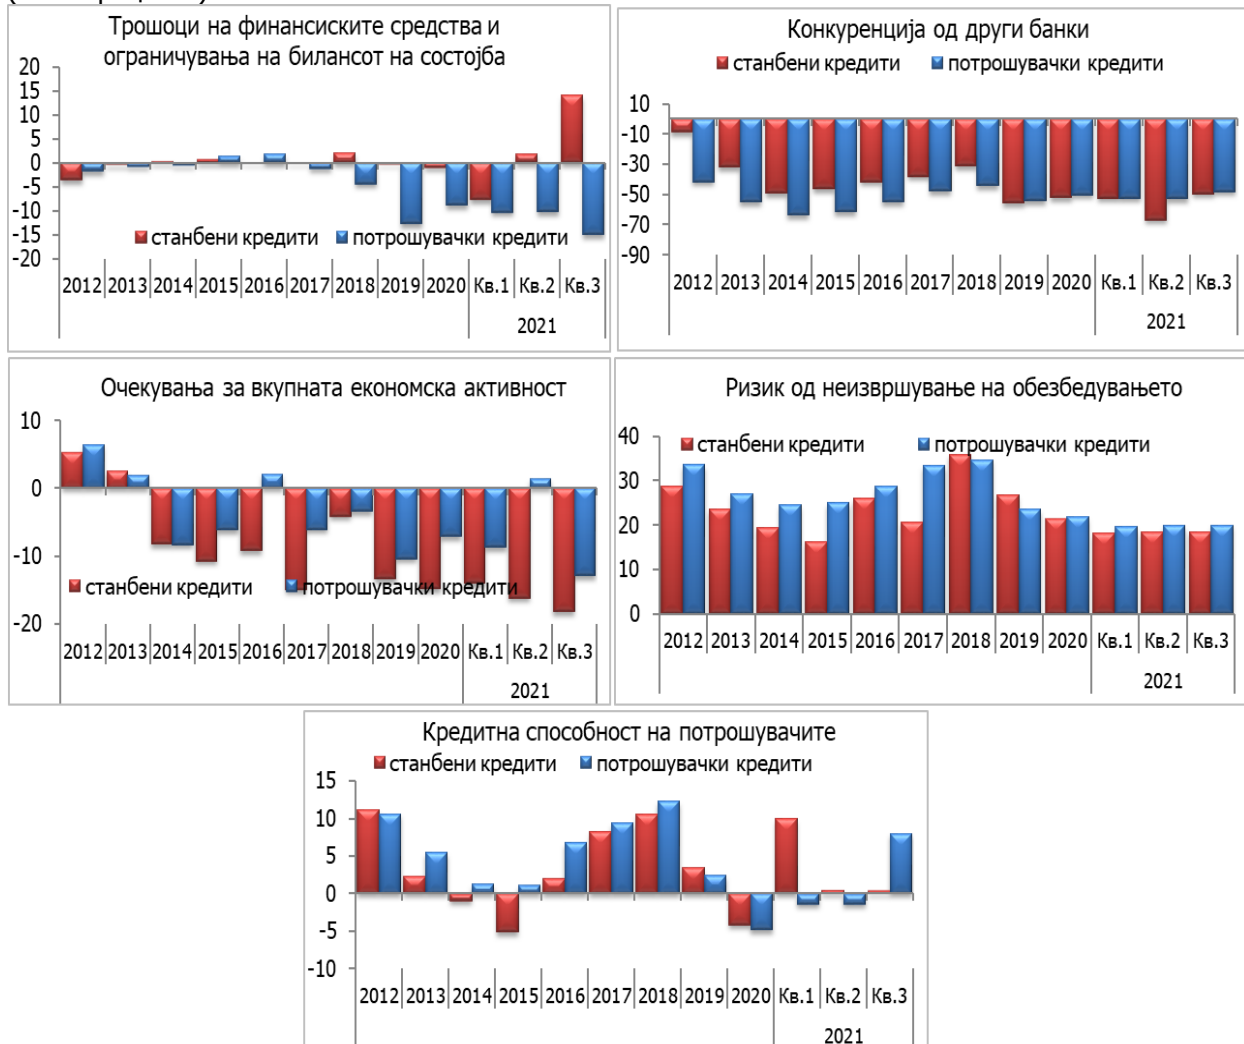 Трошоци на финансиските средства и
ограничувања на билансот на состојба
20
15
10
5
0
-5
-10
-15
-20
станбени кредити потрошувачки кредити
2012 2013 2014 2015 2016 2017 2018 2019 2020 Кв.1 Кв.2 Кв.3
2021
Конкуренција од други банки
станбени кредити потрошувачки кредити
10
-10
-30
-50
-70
-90
2012 2013 2014 2015 2016 2017 2018 2019 2020 Кв.1 Кв.2 Кв.3
2021
Очекувања за вкупната економска активност
10
0
-10
-20
станбени кредити потрошувачки кредити
2012 2013 2014 2015 2016 2017 2018 2019 2020 Кв.1 Кв.2 Кв.3
2021
Ризик од неизвршување на обезбедувањето
40
30
20
10
0
станбени кредити потрошувачки кредити
2012 2013 2014 2015 2016 2017 2018 2019 2020 Кв.1 Кв.2 Кв.3
2021
Кредитна способност на потрошувачите
станбени кредити потрошувачки кредити
15
10
5
0
-5
-10
2012 2013 2014 2015 2016 2017 2018 2019 2020 Кв.1 Кв.2 Кв.3
2021